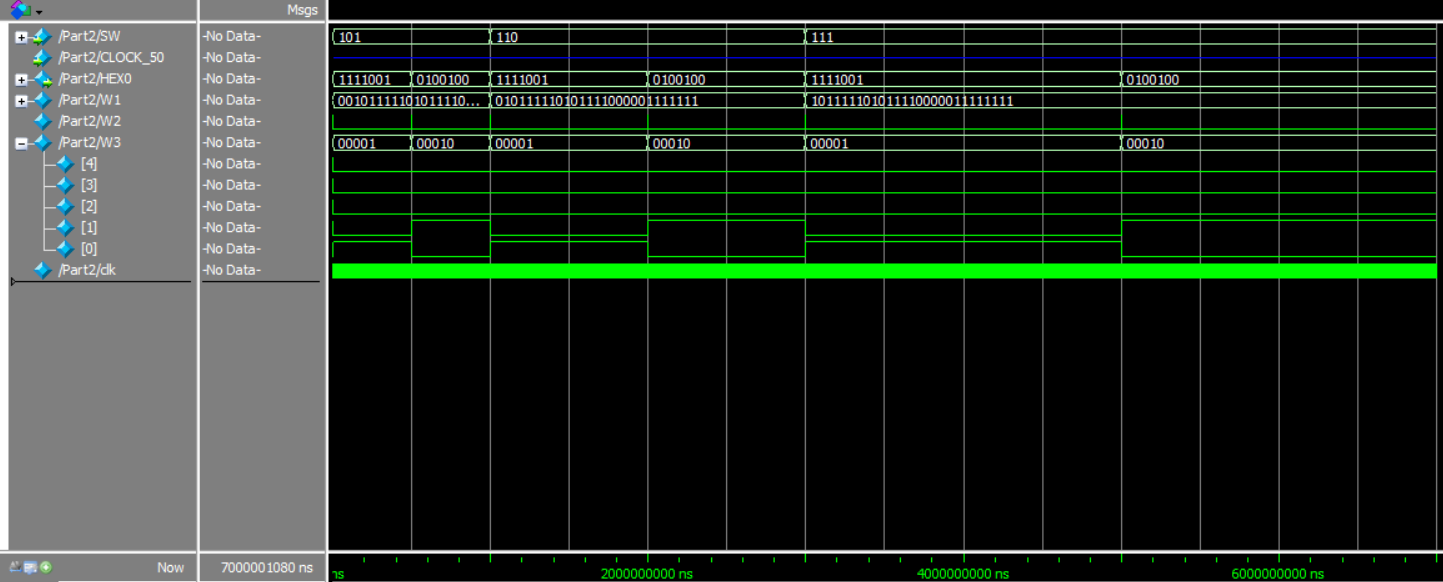 Msgs
/Part2/SW -No Data- 101 110 111
/Part2/CLOCK_50 -No Data-
/Part2/HEX0 -No Data- 1111001 0100100 1111001 0100100 1111001 0100100
/Part2/W1 -No Data- 00101111101011110... 01011111010111100001111111 10111110101111000001111111
/Part2/W2 -No Data-
/Part2/W3 -No Data- 00001 00010 00001 00010 00001 00010
[4] -No Data-
[3] -No Data-
[2] -No Data-
[1] -No Data-
[0] -No Data-
/Part2/clk -No Data-
Now 7000001080 ns ns 2000000000 ns 4000000000 ns 6000000000 ns